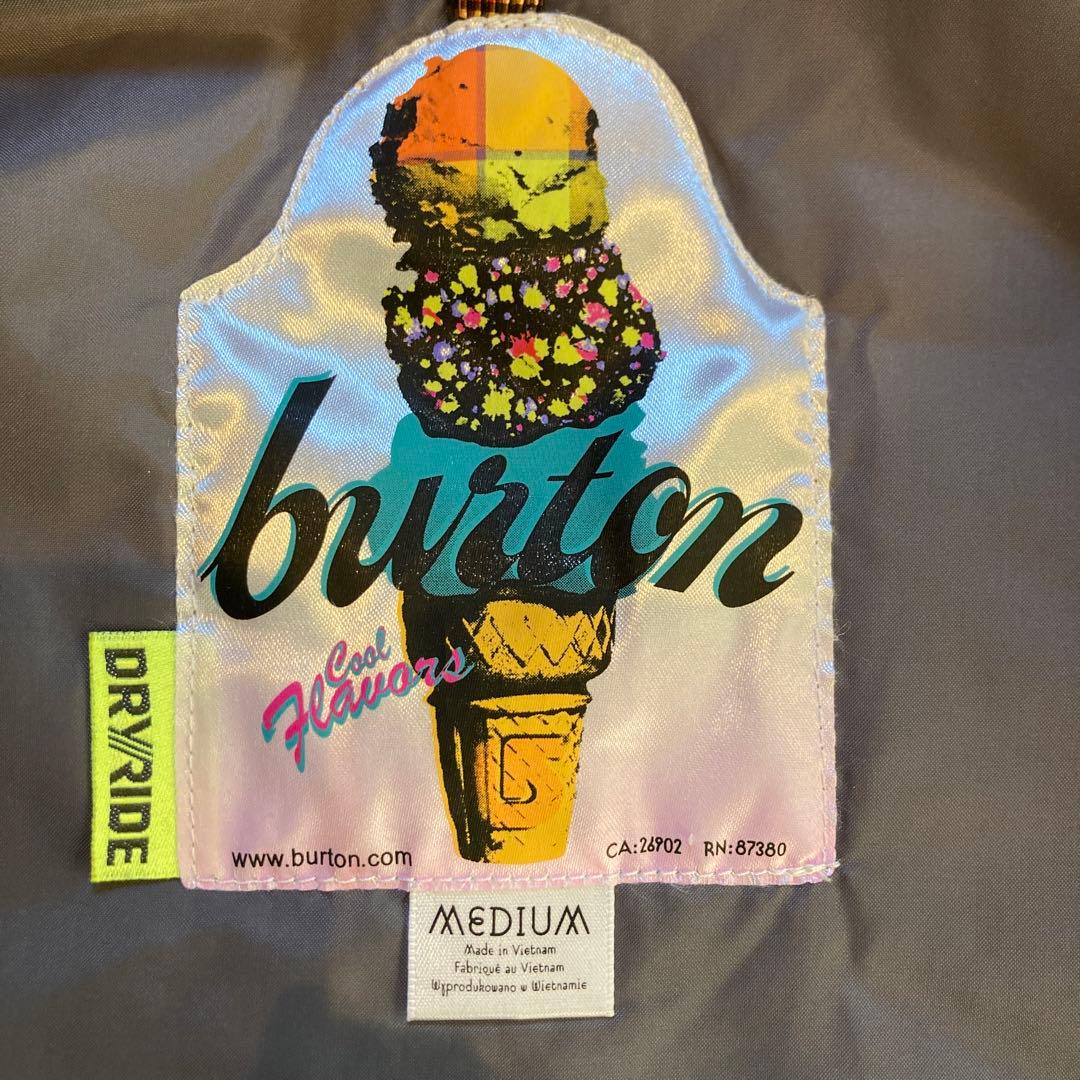 burton
Cool
Flavors
DRY//RIDE
www.burton.com
CA:26902 RN:87380
MEDIUM
Made in Vietnam
Fabriqué au Vietnam
Wyprodukowano w Wietnamie